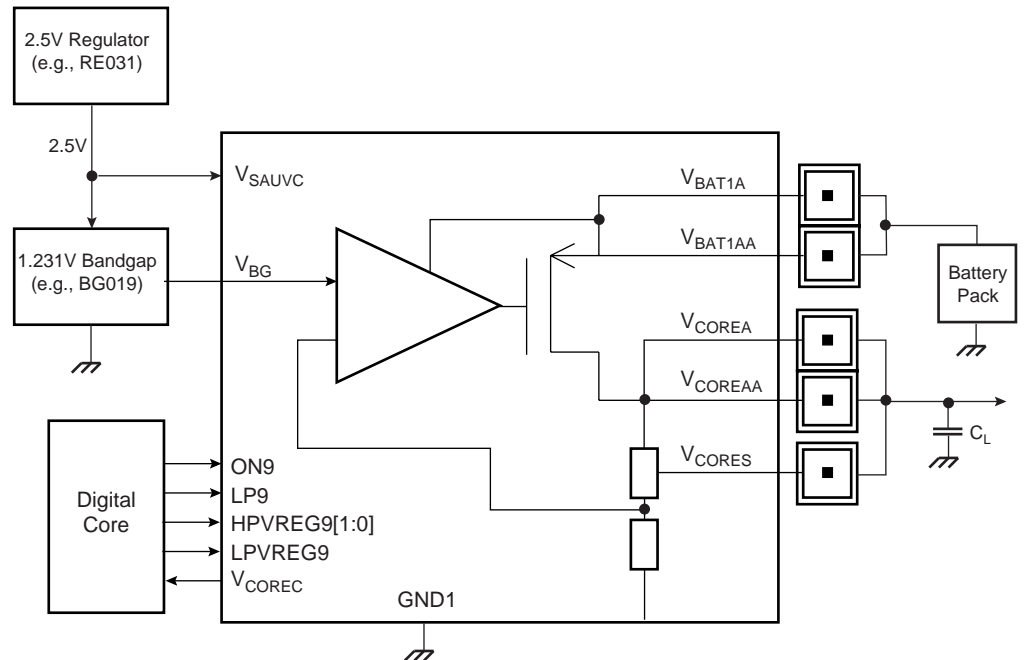 2.5V Regulator
(e.g., RE031)
2.5V
VSAUVC
1.231V Bandgap
(e.g., BG019)
VBG
VBAT1A
VBAT1AA
Battery
Pack
VCOREA
VCOREAA
VCORES
CL
Digital
Core
ON9
LP9
HPVREG9[1:0]
LPVREG9
VCOREC
GND1